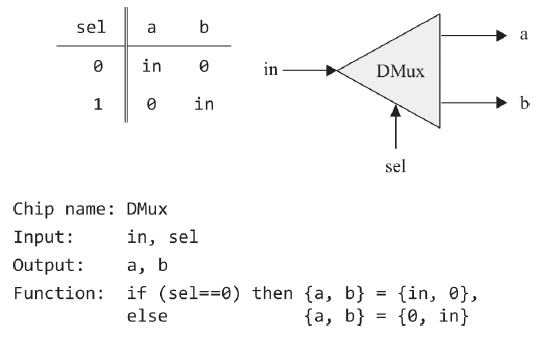 sel a b
0 in 0
1 0 in
in
DMux
a
b
sel
Chip name: DMux
Input: in, sel
Output: a, b
Function: if (sel==0) then {a, b} = {in, 0},
else {a, b} = {0, in}